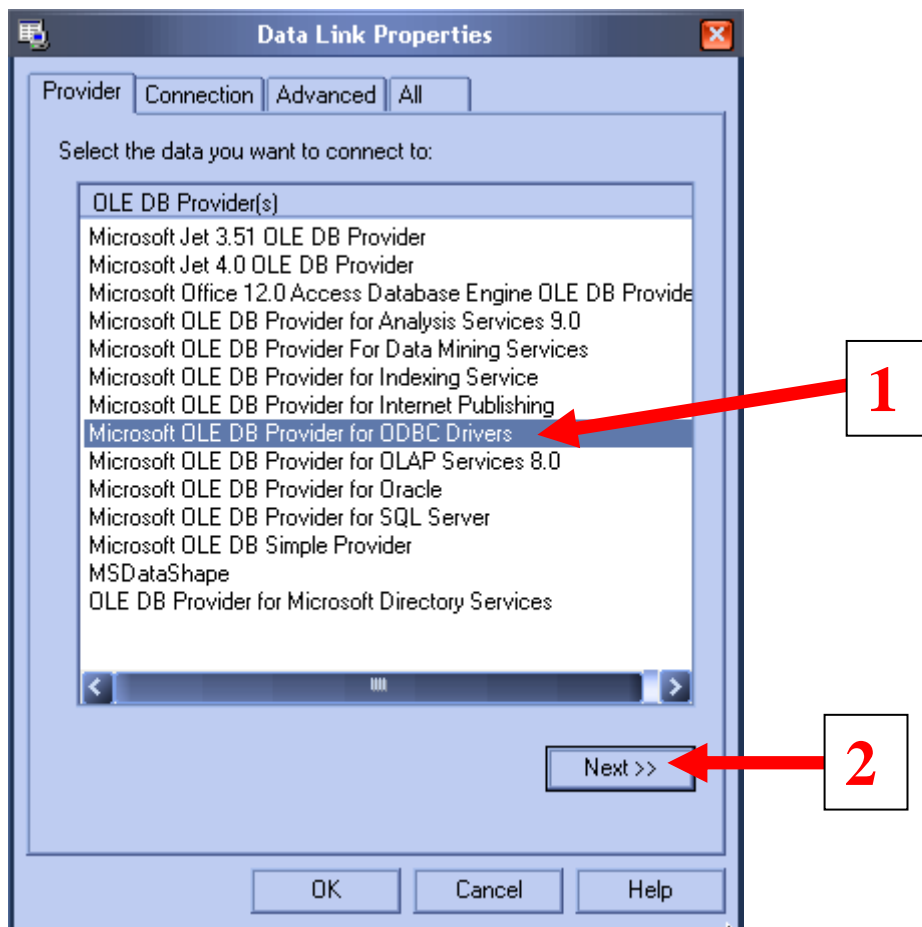 Data Link Properties
Provider Connection Advanced All
Select the data you want to connect to:
OLE DB Provider(s)
Microsoft Jet 3.51 OLE DB Provider
Microsoft Jet 4.0 OLE DB Provider
Microsoft Office 12.0 Access Database Engine OLE DB Provide
Microsoft OLE DB Provider for Analysis Services 9.0
Microsoft OLE DB Provider For Data Mining Services
Microsoft OLE DB Provider for Indexing Service
Microsoft OLE DB Provider for Internet Publishing
Microsoft OLE DB Provider for ODBC Drivers
1
Microsoft OLE DB Provider for OLAP Services 8.0
Microsoft OLE DB Provider for Oracle
Microsoft OLE DB Provider for SQL Server
Microsoft OLE DB Simple Provider
MSDataShape
OLE DB Provider for Microsoft Directory Services
Next >>
2
OK Cancel Help